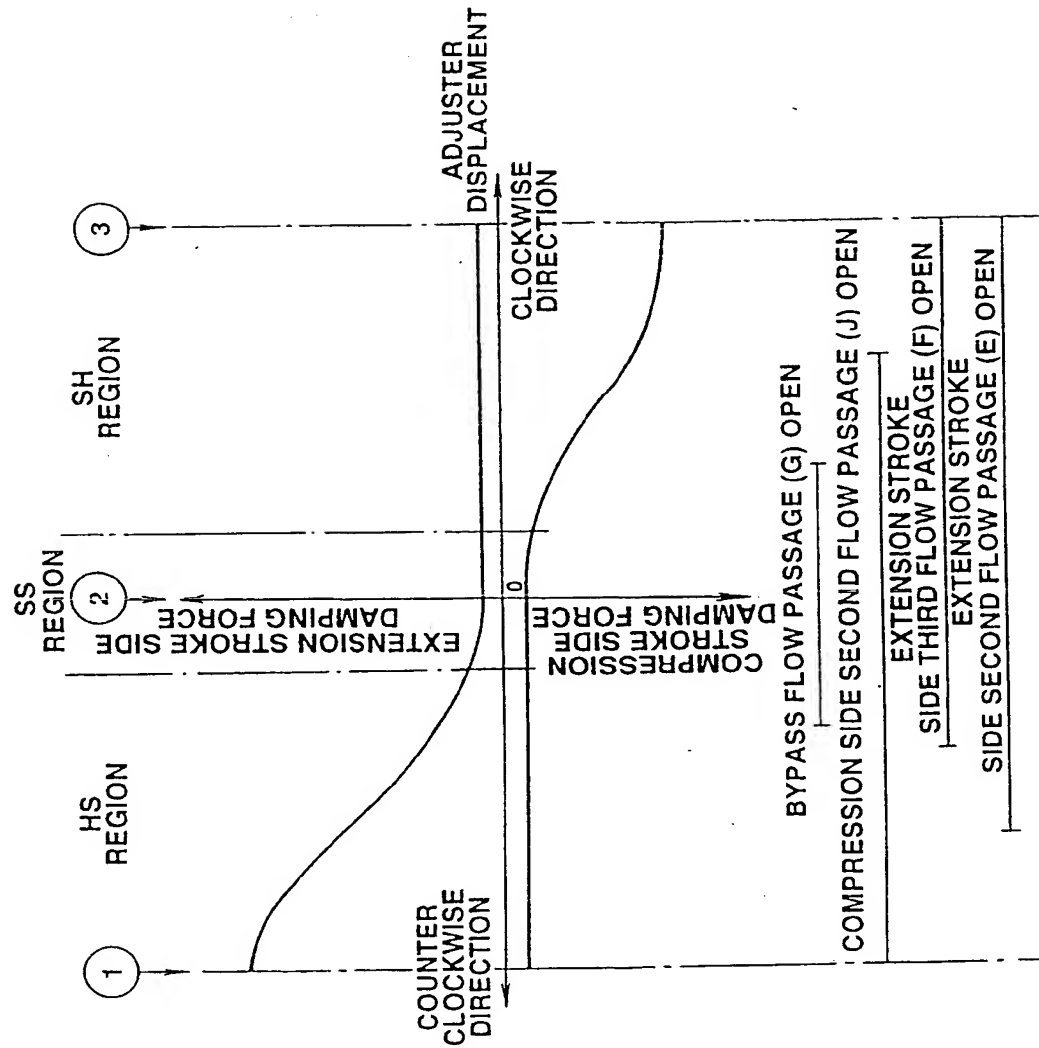 HS
REGION
SS
REGION
SH
REGION
1
2
3
EXTENSION STROKE SIDE
DAMPING FORCE
ADJUSTER
DISPLACEMENT
COUNTER
CLOCKWISE
DIRECTION
CLOCKWISE
DIRECTION
0
COMPRESSION
STROKE SIDE
DAMPING FORCE
BYPASS FLOW PASSAGE (G) OPEN
COMPRESSION SIDE SECOND FLOW PASSAGE (J) OPEN
EXTENSION STROKE
SIDE THIRD FLOW PASSAGE (F) OPEN
EXTENSION STROKE
SIDE SECOND FLOW PASSAGE (E) OPEN